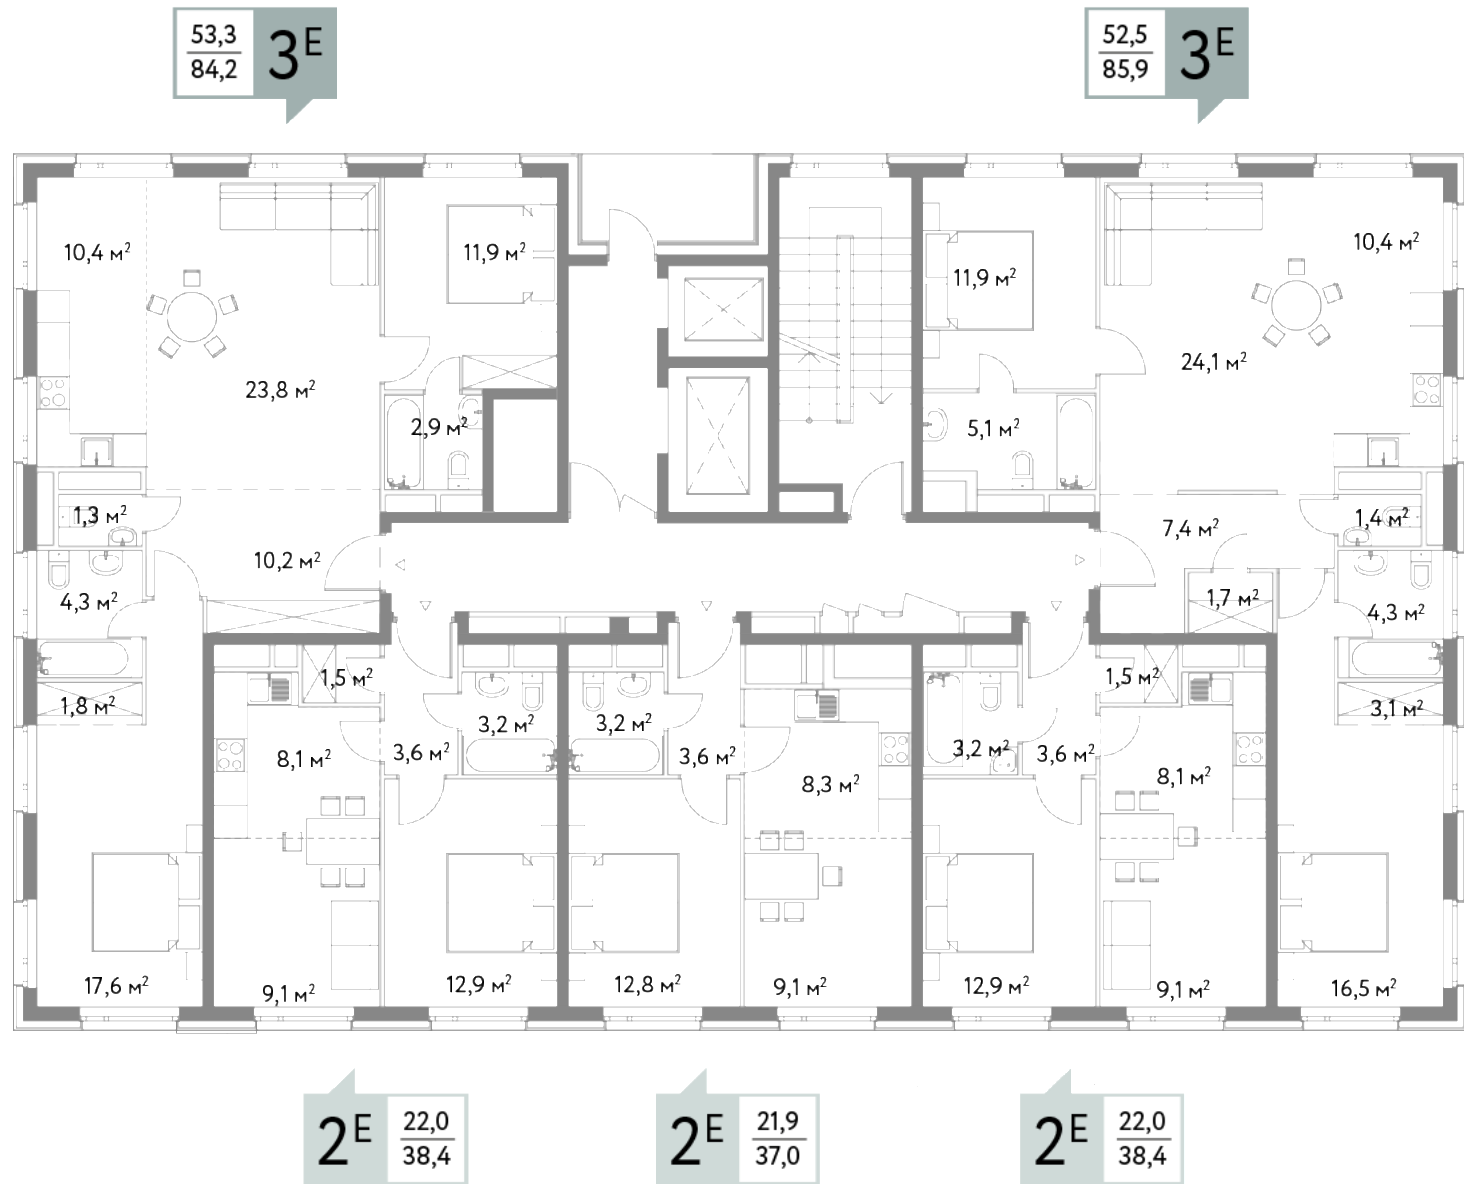 53,3
84,2
3E
52,5
85,9
3E
10,4 м²
11,9 м²
23,8 м²
2,9 м²
1,3 м²
10,2 м²
4,3 м²
1,8 м²
17,6 м²
11,9 м²
10,4 м²
24,1 м²
5,1 м²
7,4 м²
1,4 м²
1,7 м²
4,3 м²
3,1 м²
16,5 м²
1,5 м²
8,1 м²
3,6 м²
3,2 м²
9,1 м²
12,9 м²
3,2 м²
3,6 м²
8,3 м²
12,8 м²
9,1 м²
1,5 м²
3,2 м²
3,6 м²
8,1 м²
12,9 м²
9,1 м²
2E
22,0
38,4
2E
21,9
37,0
2E
22,0
38,4